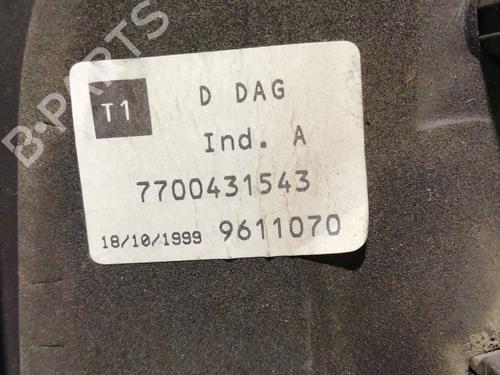 B-PARTS
T1
D DAG
Ind. A
7700431543
18/10/1999 9611070